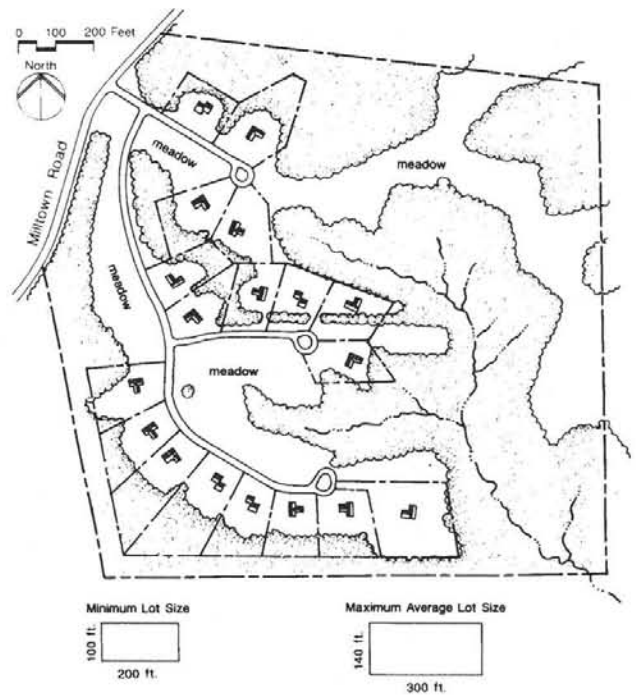 0 100 200 Feet
North
Milltown Road
meadow
meadow
meadow
meadow
Minimum Lot Size
100 ft.
200 ft.
Maximum Average Lot Size
140 ft.
300 ft.